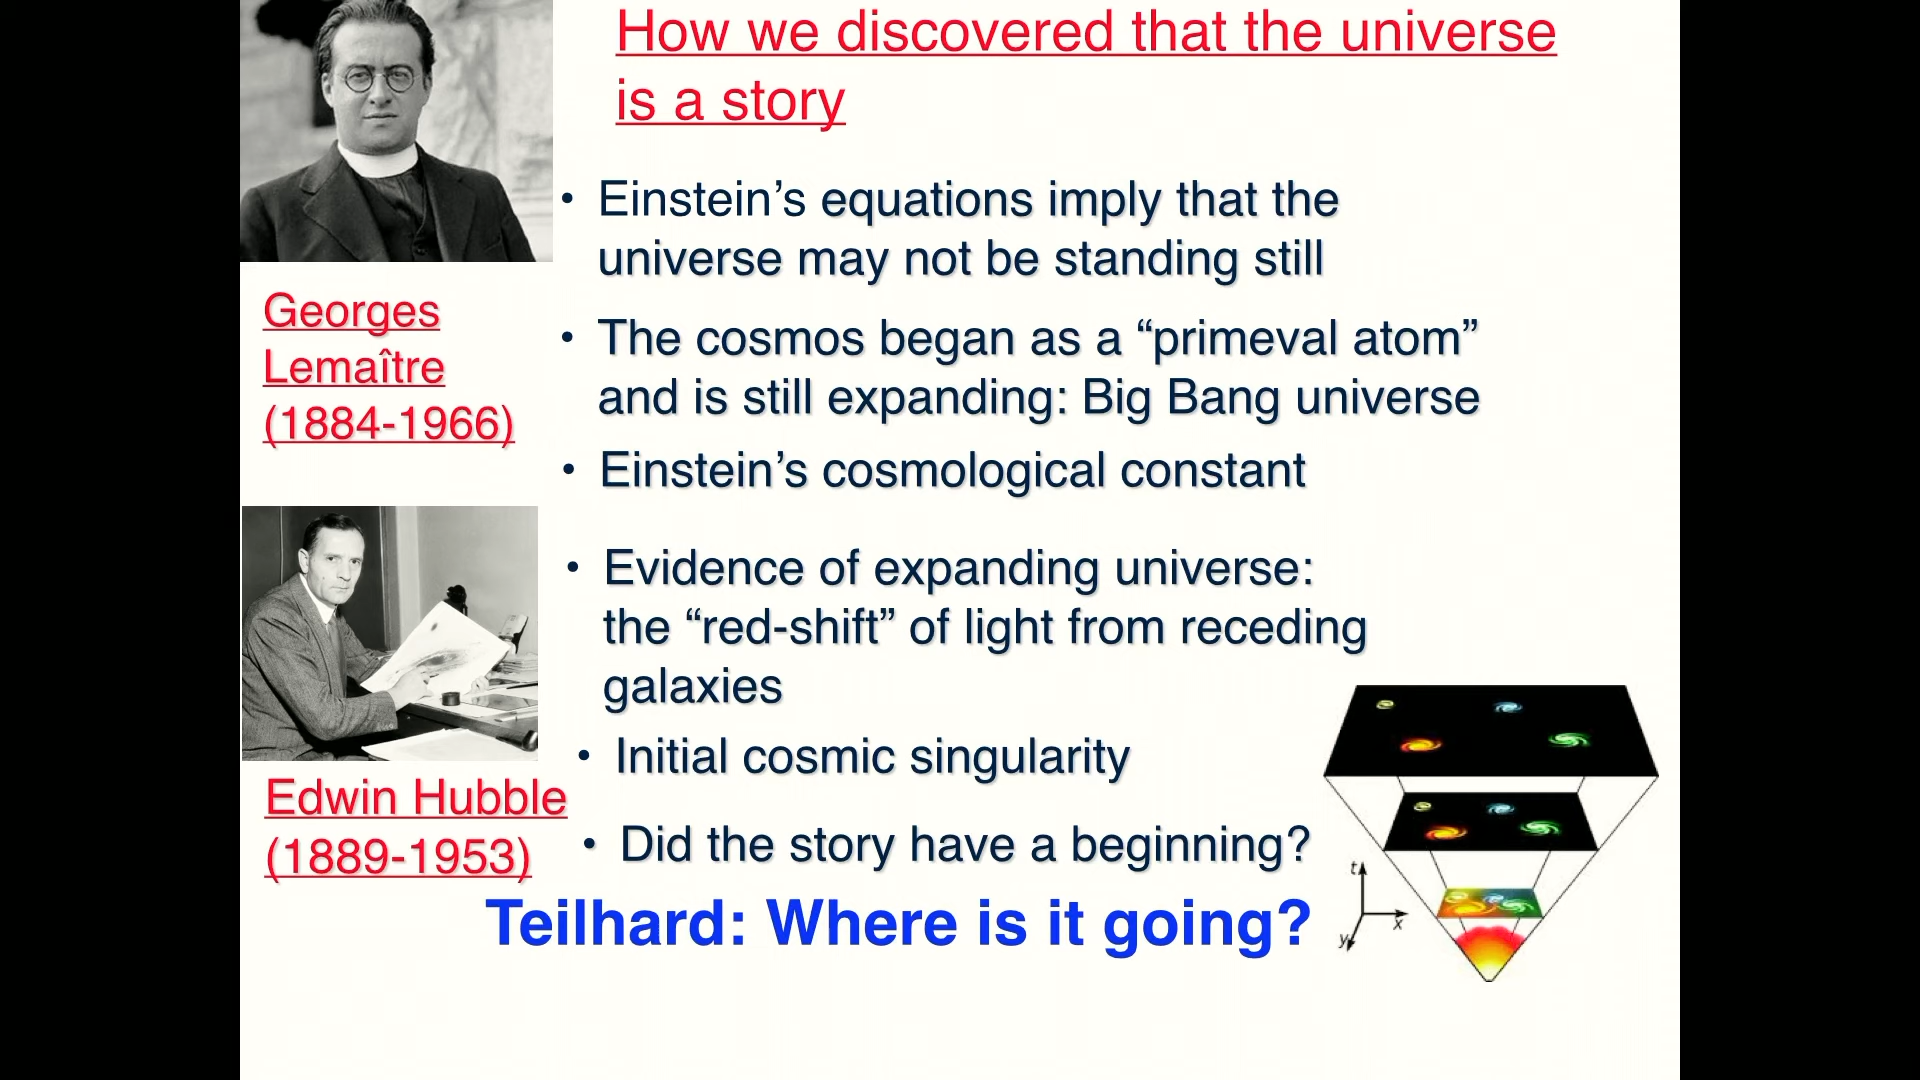 How we discovered that the universe
is a story
• Einstein’s equations imply that the
universe may not be standing still
Georges
Lemaître
(1884-1966)
• The cosmos began as a “primeval atom”
and is still expanding: Big Bang universe
• Einstein’s cosmological constant
• Evidence of expanding universe:
the “red-shift” of light from receding
galaxies
• Initial cosmic singularity
Edwin Hubble
(1889-1953)
• Did the story have a beginning?
Teilhard: Where is it going?
t
x
y